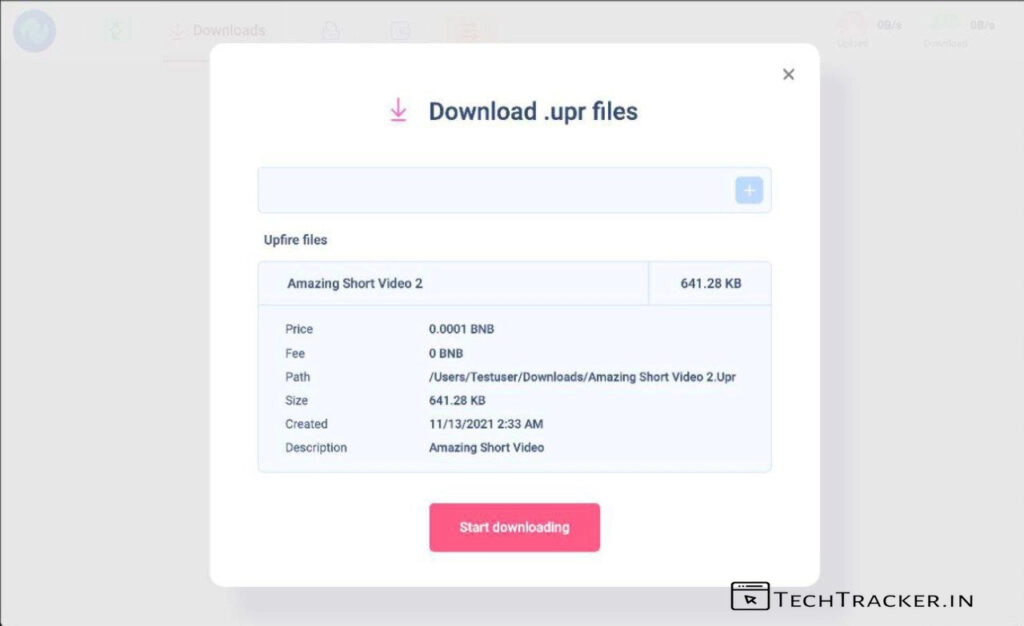 Downloads
0B/s
0B/s
Upload
Download
Download .upr files
Upfire files
Amazing Short Video 2
641.28 KB
Price
0.0001 BNB
Fee
0 BNB
Path
/Users/Testuser/Downloads/Amazing Short Video 2.Upr
Size
641.28 KB
Created
11/13/2021 2:33 AM
Description
Amazing Short Video
Start downloading
TECHTRACKER.IN